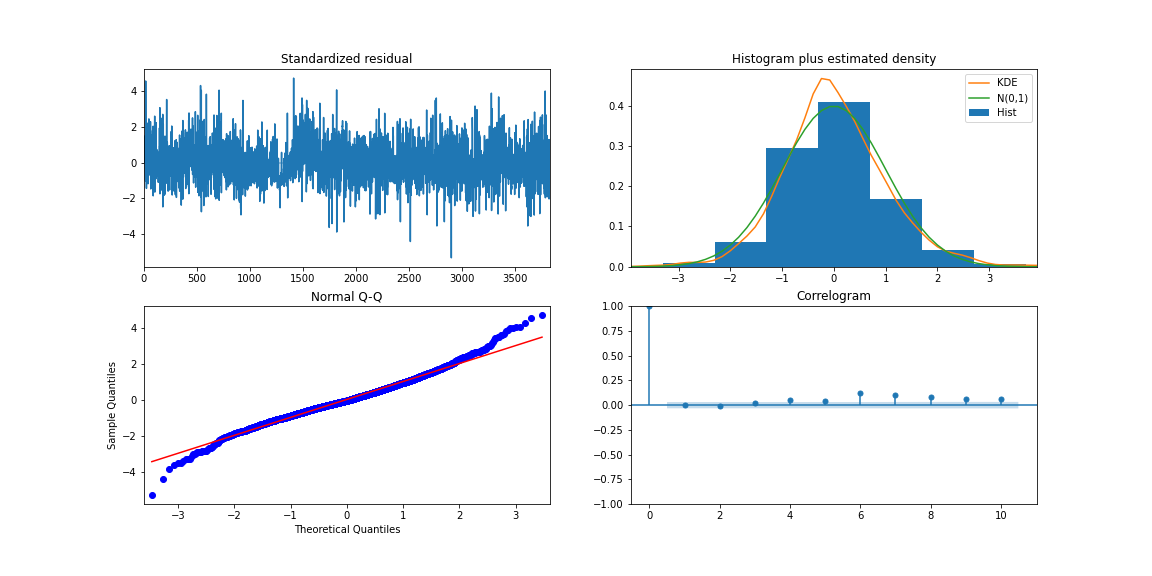 Standardized residual
4
2
0
−2
−4
0 500 1000 1500 2000 2500 3000 3500
Histogram plus estimated density
KDE
N(0,1)
Hist
0.4
0.3
0.2
0.1
0.0
−3 −2 −1 0 1 2 3
Normal Q-Q
Sample Quantiles
4
2
0
−2
−4
−3 −2 −1 0 1 2 3
Theoretical Quantiles
Correlogram
1.00
0.75
0.50
0.25
0.00
−0.25
−0.50
−0.75
−1.00
0 2 4 6 8 10